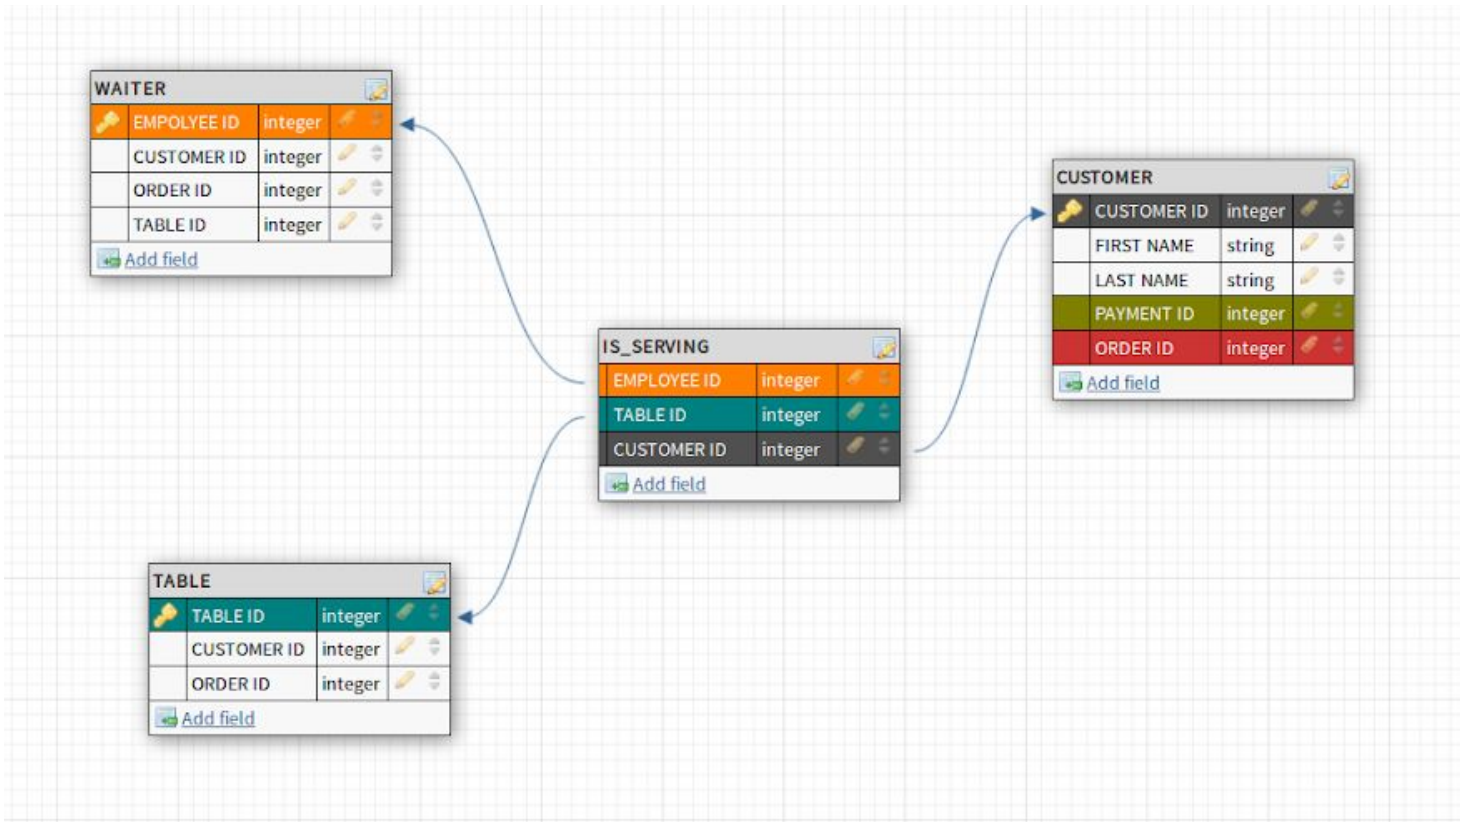 WAITER
EMPOLYEE ID integer
CUSTOMER ID integer
ORDER ID integer
TABLE ID integer
Add field
CUSTOMER
CUSTOMER ID integer
FIRST NAME string
LAST NAME string
PAYMENT ID integer
ORDER ID integer
Add field
IS_SERVING
EMPLOYEE ID integer
TABLE ID integer
CUSTOMER ID integer
Add field
TABLE
TABLE ID integer
CUSTOMER ID integer
ORDER ID integer
Add field